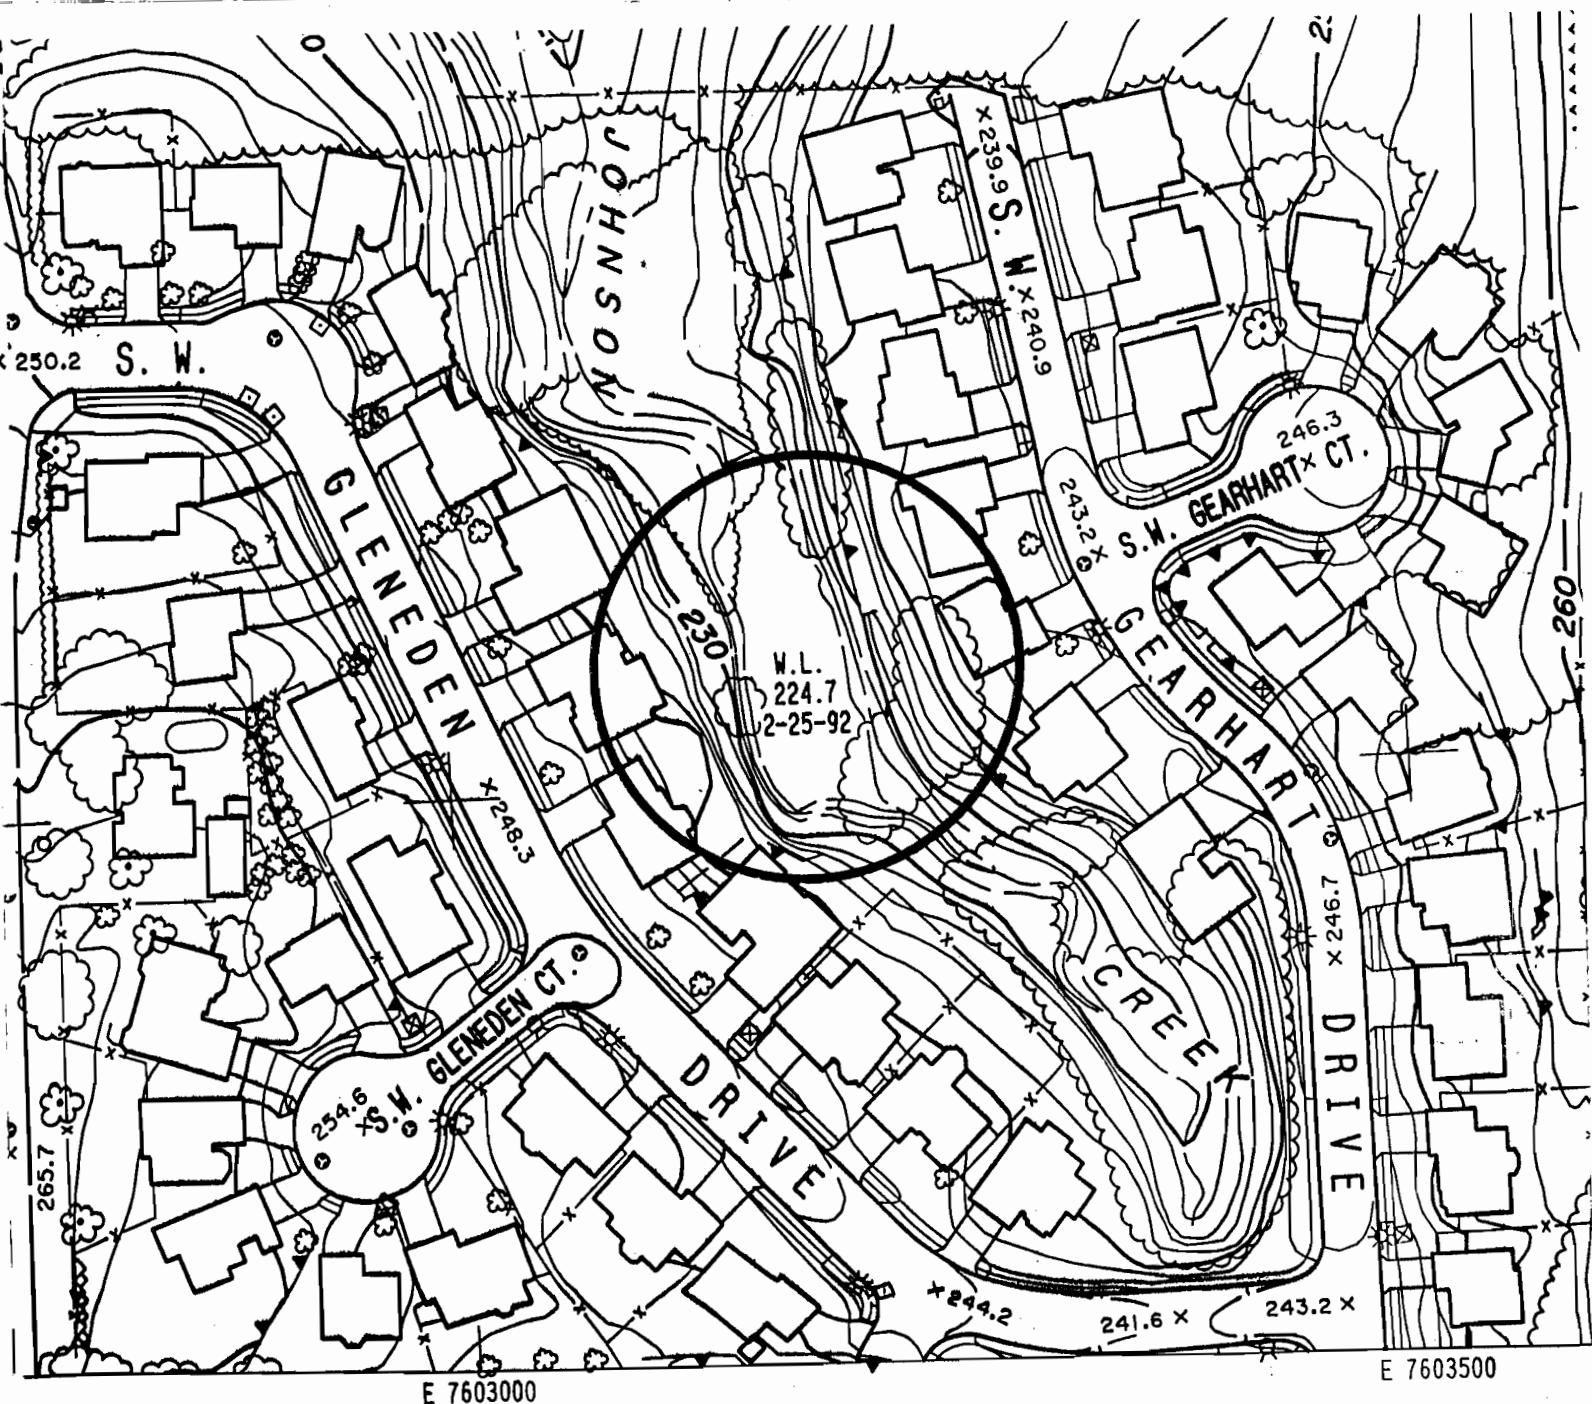 JOHNSON
× 239.9
S. W.
× 240.9
× 250.2
S. W.
246.3
×
S.W. GEARHART CT.
243.2 ×
GLENEDEN
230
W.L.
224.7
2-25-92
GEARHART
260
× 248.3
× 246.7
CREEK
S.W. GLENEDEN CT.
254.6
×
DRIVE
DRIVE
265.7
× 244.2
241.6 ×
243.2 ×
E 7603000
E 7603500